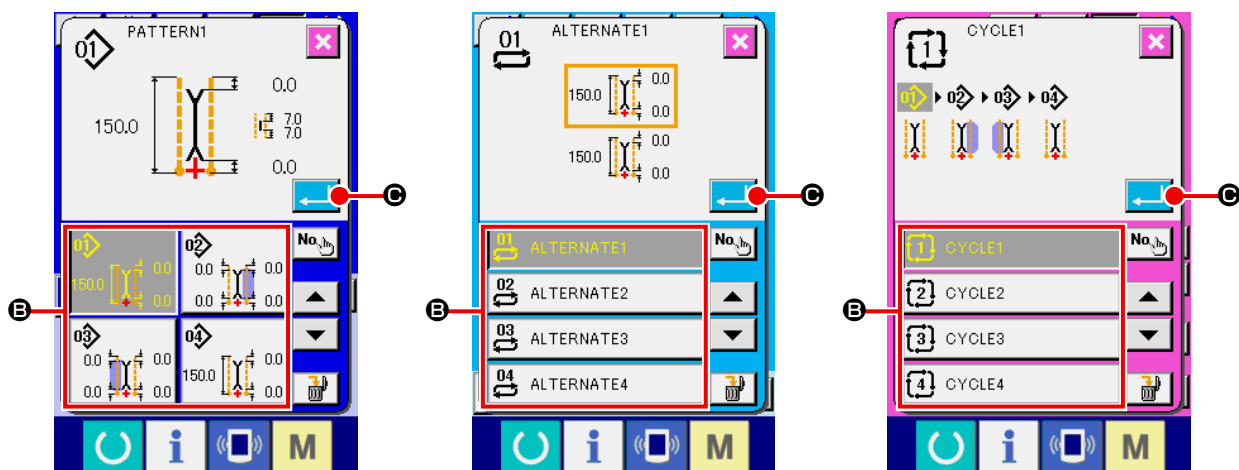 01 PATTERN1
150.0
0.0
7.0
7.0
0.0
C
B
01
150.0 0.0
0.0
02
0.0 0.0
0.0 0.0
03
0.0 0.0
0.0 0.0
04
150.0 0.0
0.0
No.
i
M
01 ALTERNATE1
150.0 0.0
0.0
150.0 0.0
0.0
C
B
01 ALTERNATE1
02 ALTERNATE2
03 ALTERNATE3
04 ALTERNATE4
No.
i
M
1 CYCLE1
01 02 03 04
C
B
1 CYCLE1
2 CYCLE2
3 CYCLE3
4 CYCLE4
No.
i
M